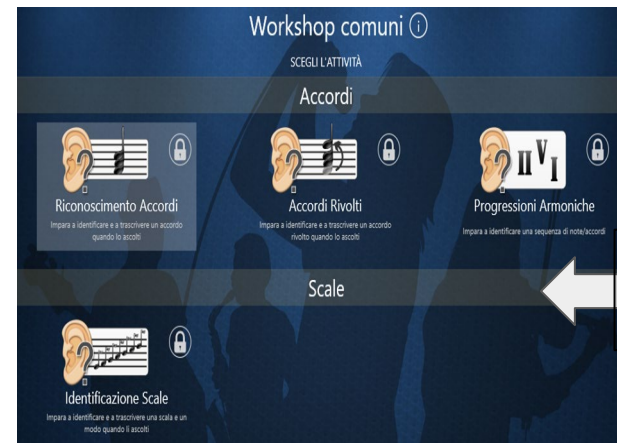 Workshop comuni
SCEGLI L'ATTIVITÀ
Accordi
Riconoscimento Accordi
Impara a identificare e a trascrivere un accordo
quando lo ascolti
Accordi Rivolti
Impara a identificare e a trascrivere un accordo
rivolto quando lo ascolti
II V I
Progressioni Armoniche
Impara a identificare una sequenza di note/accordi
Scale
Identificazione Scale
Impara a identificare e a trascrivere una scala e un
modo quando li ascolti